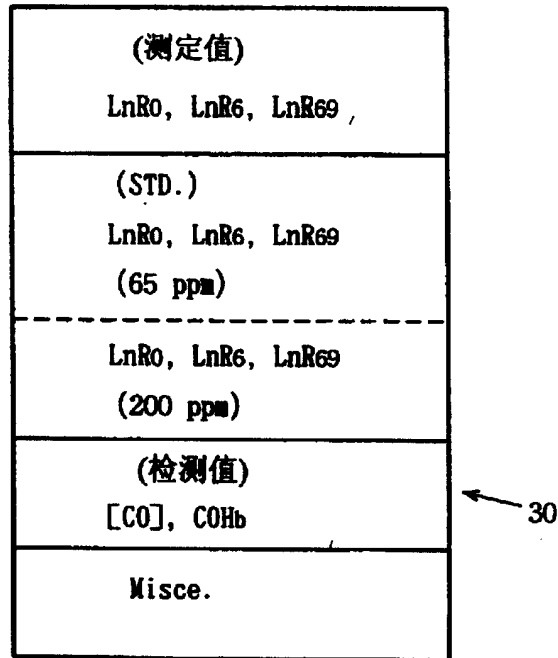 (测定值)
LnR0, LnR6, LnR69
(STD.)
LnR0, LnR6, LnR69
(65 ppm)
LnR0, LnR6, LnR69
(200 ppm)
(检测值)
[CO], COHb
30
Misce.